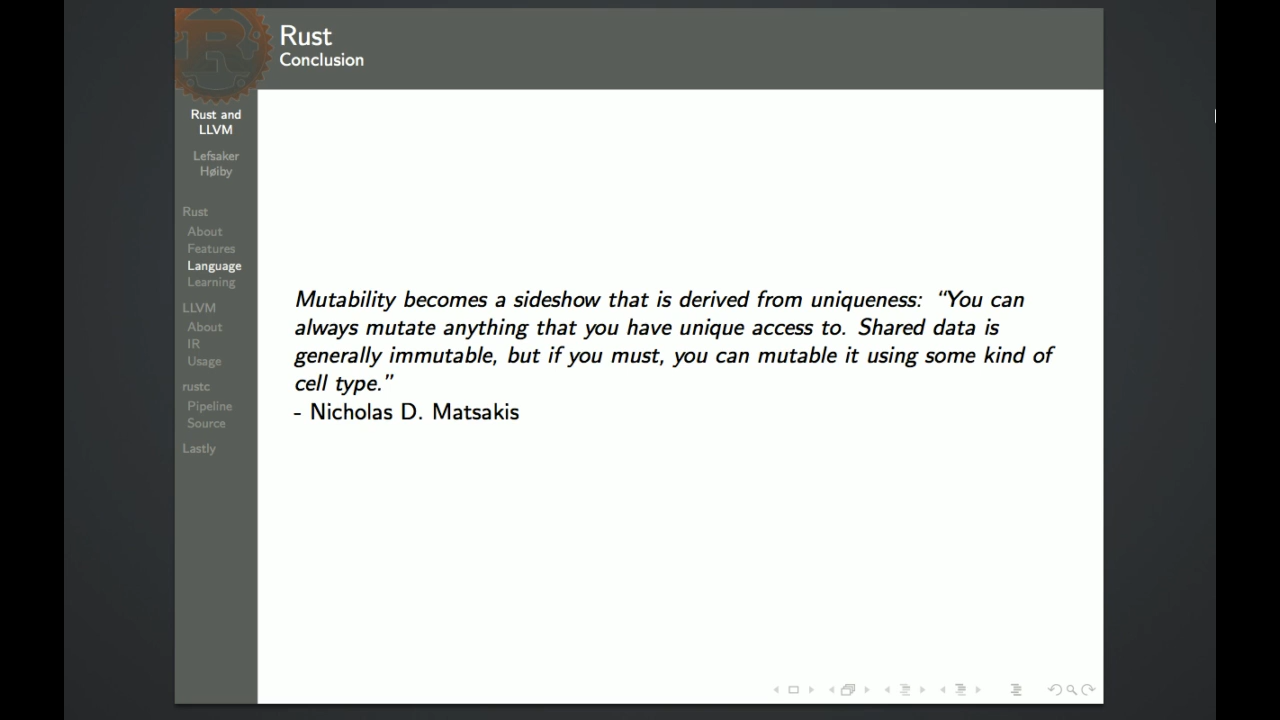 Rust
Conclusion
Rust and
LLVM
Lefsaker
Høiby
Rust
About
Features
Language
Learning
LLVM
About
IR
Usage
rustc
Pipeline
Source
Lastly
Mutability becomes a sideshow that is derived from uniqueness: “You can
always mutate anything that you have unique access to. Shared data is
generally immutable, but if you must, you can mutable it using some kind of
cell type.”
- Nicholas D. Matsakis